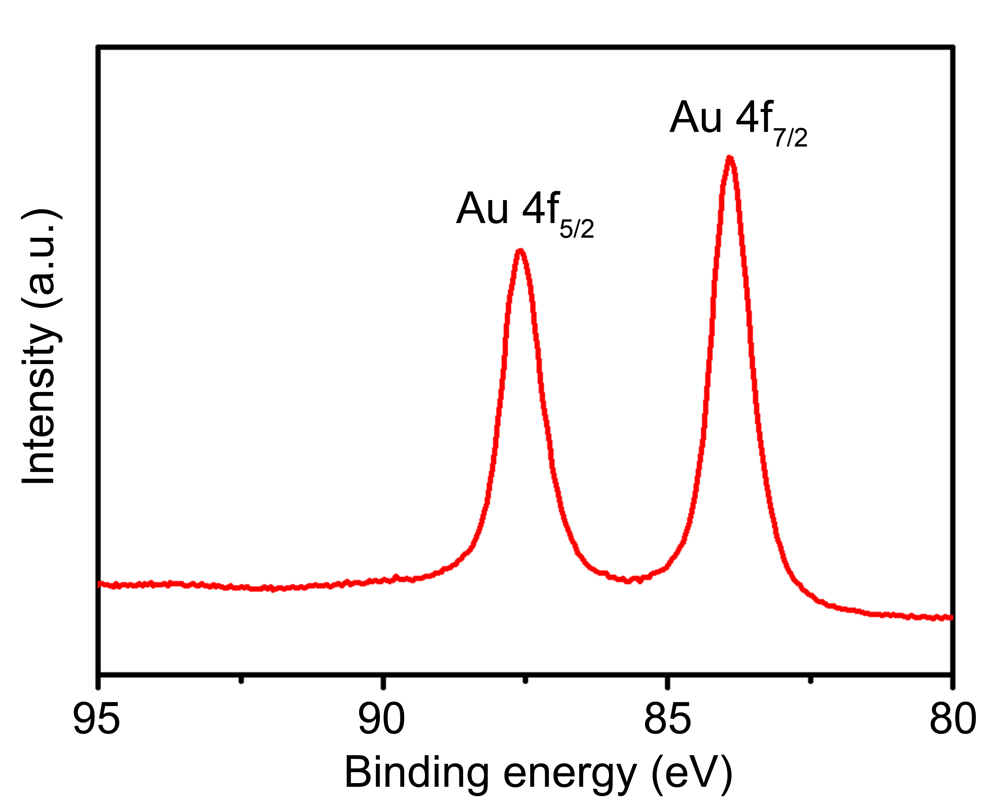 Au 4f7/2
Au 4f5/2
Intensity (a.u.)
95 90 85 80
Binding energy (eV)